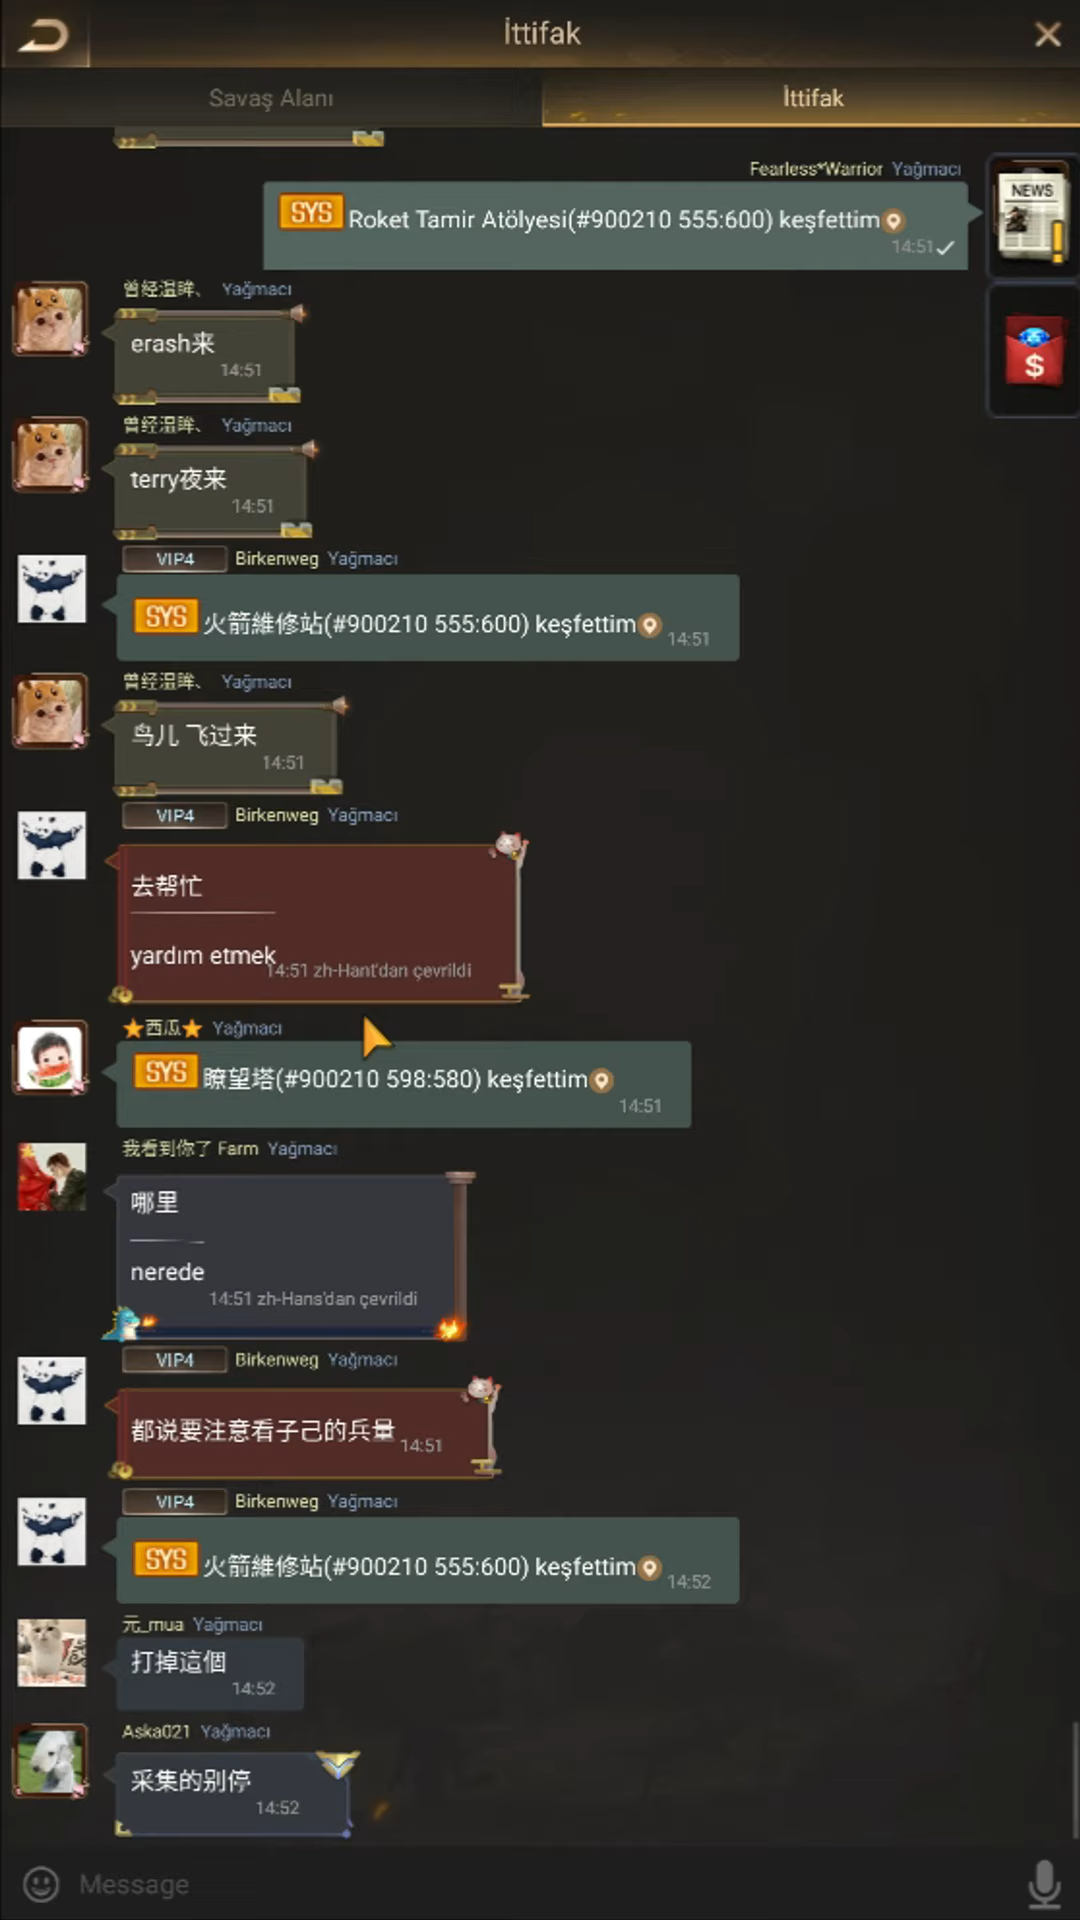 İttifak
Savaş Alanı
İttifak
Fearless*Warrior Yağmacı
SYS Roket Tamir Atölyesi(#900210 555:600) keşfettim
14:51
NEWS
$
曾经温眸、 Yağmacı
erash来
14:51
曾经温眸、 Yağmacı
terry夜来
14:51
VIP4 Birkenweg Yağmacı
SYS 火箭維修站(#900210 555:600) keşfettim 14:51
曾经温眸、 Yağmacı
鸟儿 飞过来
14:51
VIP4 Birkenweg Yağmacı
去帮忙
yardım etmek
14:51 zh-Hant'dan çevrildi
★西瓜★ Yağmacı
SYS 瞭望塔(#900210 598:580) keşfettim
14:51
我看到你了 Farm Yağmacı
哪里
nerede
14:51 zh-Hans'dan çevrildi
VIP4 Birkenweg Yağmacı
都说要注意看子己的兵量 14:51
VIP4 Birkenweg Yağmacı
SYS 火箭維修站(#900210 555:600) keşfettim 14:52
元_mua Yağmacı
打掉這個
14:52
Aska021 Yağmacı
采集的别停
14:52
Message